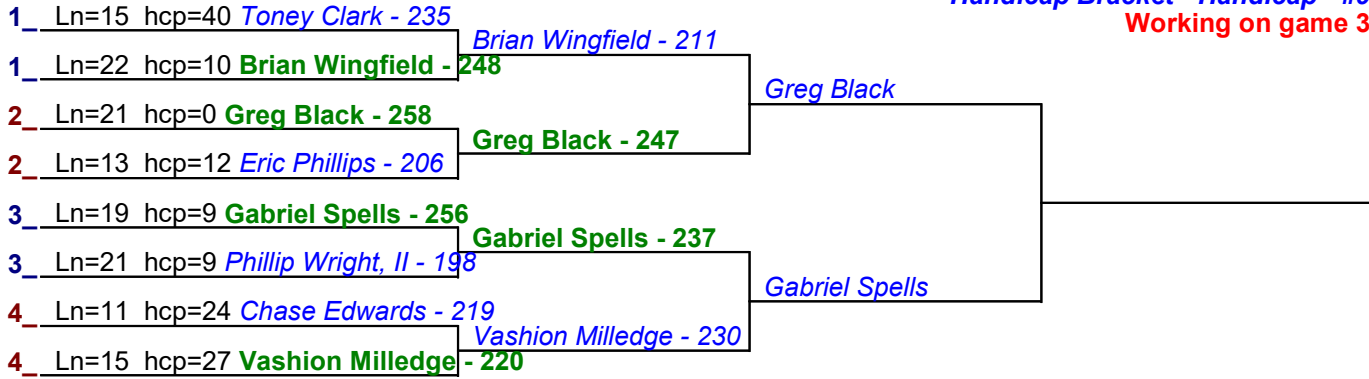 Handicap Bracket - Handicap - #9
Working on game 3
1_ Ln=15 hcp=40 Toney Clark - 235
Brian Wingfield - 211
1_ Ln=22 hcp=10 Brian Wingfield - 248
Greg Black
2_ Ln=21 hcp=0 Greg Black - 258
Greg Black - 247
2_ Ln=13 hcp=12 Eric Phillips - 206
3_ Ln=19 hcp=9 Gabriel Spells - 256
Gabriel Spells - 237
3_ Ln=21 hcp=9 Phillip Wright, II - 198
Gabriel Spells
4_ Ln=11 hcp=24 Chase Edwards - 219
Vashion Milledge - 230
4_ Ln=15 hcp=27 Vashion Milledge - 220